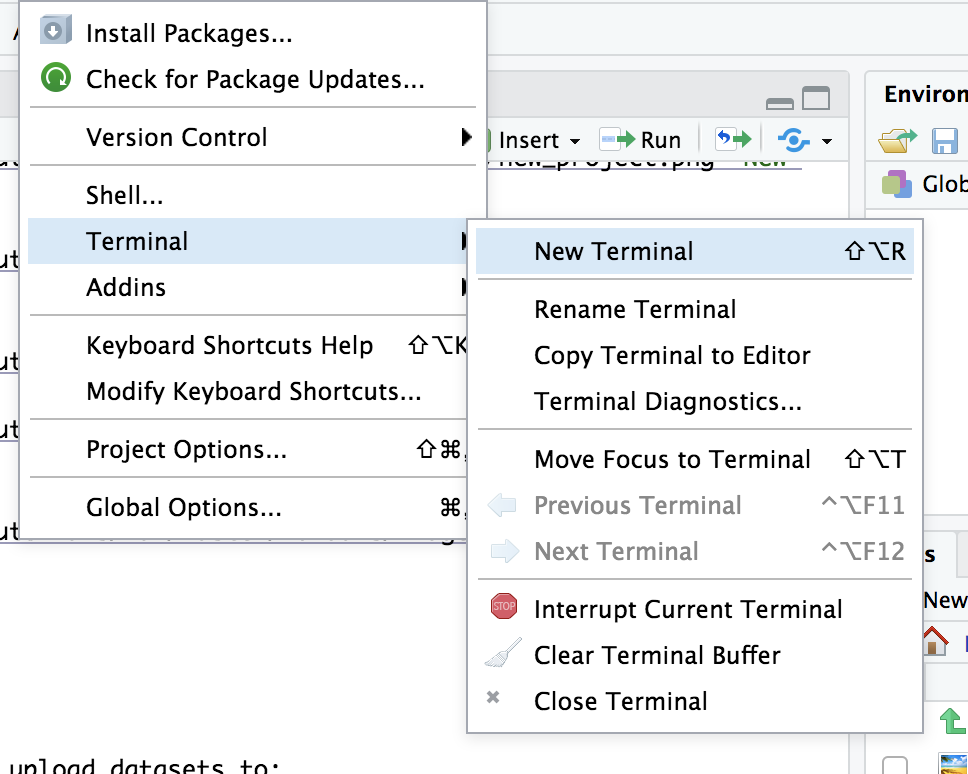 Install Packages...
Check for Package Updates...
Version Control
Shell...
Terminal
Addins
Keyboard Shortcuts Help ⇧⌥K
Modify Keyboard Shortcuts...
Project Options... ⇧⌘,
Global Options... ⌘,
Insert
Run
new_project.png "New
New Terminal ⇧⌥R
Rename Terminal
Copy Terminal to Editor
Terminal Diagnostics...
Move Focus to Terminal ⇧⌥T
Previous Terminal ^⌥F11
Next Terminal ^⌥F12
STOP
Interrupt Current Terminal
Clear Terminal Buffer
Close Terminal
Environ
Glob
New
upload datasets to: